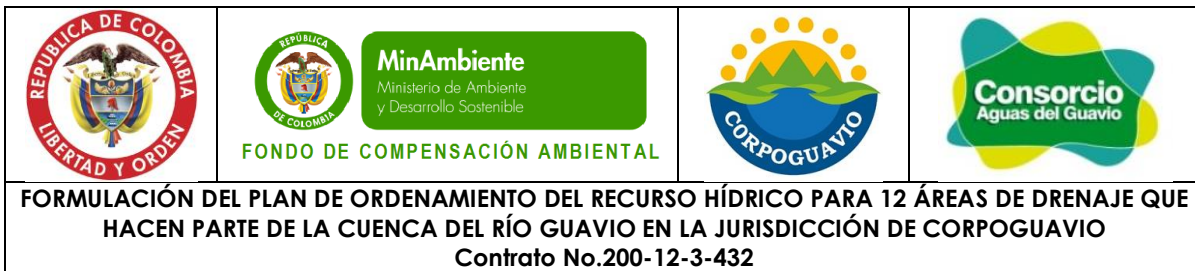 REPUBLICA DE COLOMBIA
LIBERTAD Y ORDEN
REPÚBLICA
DE COLOMBIA
MinAmbiente
Ministerio de Ambiente
y Desarrollo Sostenible
FONDO DE COMPENSACIÓN AMBIENTAL
CORPOGUAVIO
Consorcio
Aguas del Guavio
FORMULACIÓN DEL PLAN DE ORDENAMIENTO DEL RECURSO HÍDRICO PARA 12 ÁREAS DE DRENAJE QUE
HACEN PARTE DE LA CUENCA DEL RÍO GUAVIO EN LA JURISDICCIÓN DE CORPOGUAVIO
Contrato No.200-12-3-432